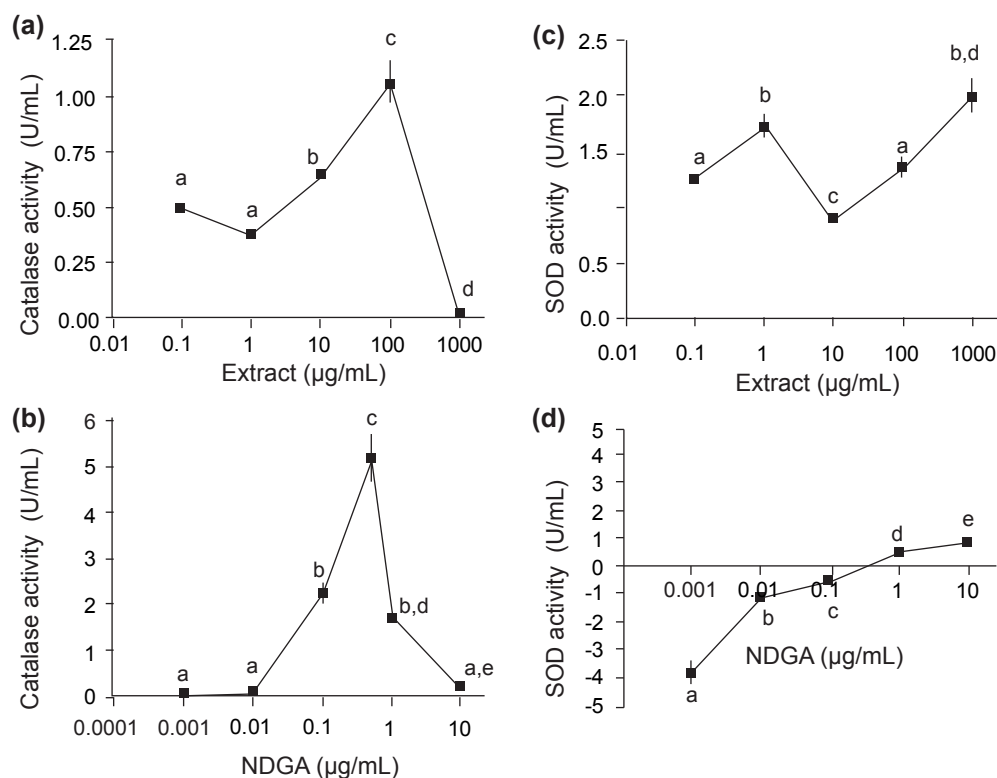 (a)
Catalase activity (U/mL)
1.25
1.00
0.75
0.50
0.25
0.00
a
a
b
c
d
0.01
0.1
1
10
100
1000
Extract (µg/mL)
(c)
SOD activity (U/mL)
2.5
2.0
1.5
0.5
0.0
a
b
c
a
b,d
0.01
0.1
1
10
100
1000
Extract (µg/mL)
(b)
Catalase activity (U/mL)
6
5
4
3
2
1
0
a
a
b
c
b,d
a,e
0.0001
0.001
0.01
0.1
1
10
NDGA (µg/mL)
(d)
SOD activity (U/mL)
5
4
3
2
1
0
-1
-2
-3
-4
-5
a
b
c
d
e
0.001
0.01
0.1
1
10
NDGA (µg/mL)